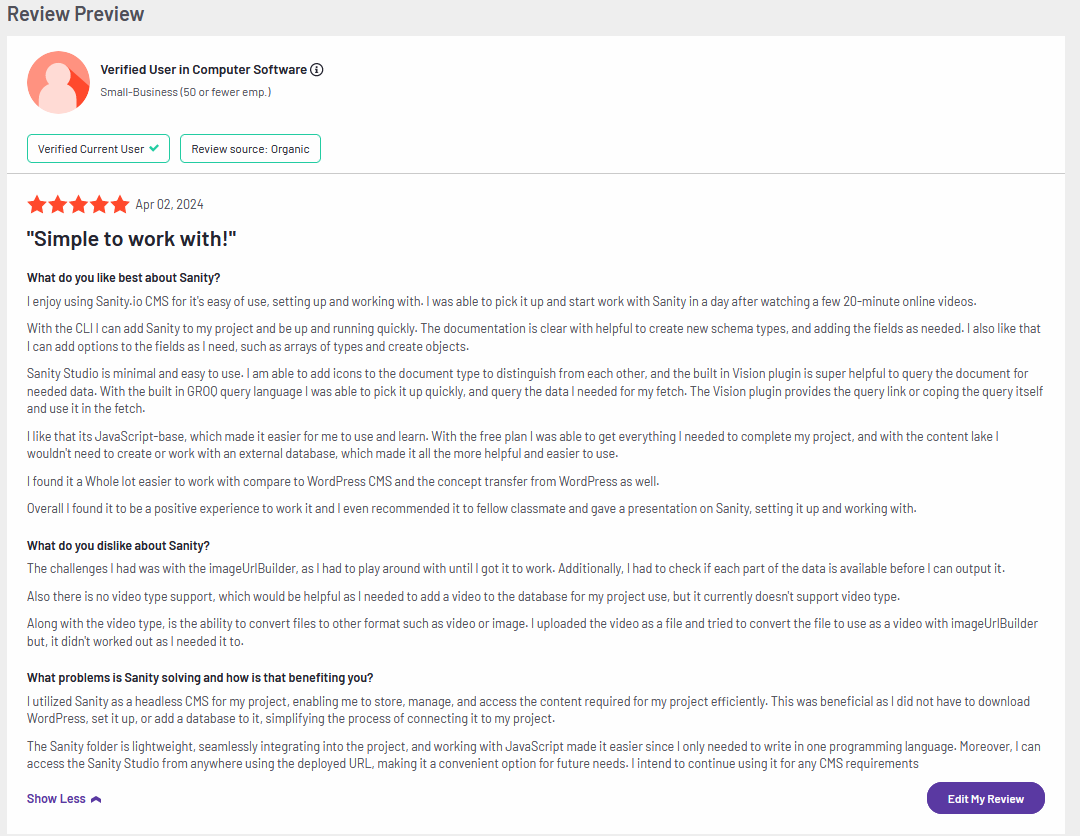 Review Preview
Verified User in Computer Software
Small-Business (50 or fewer emp.)
Verified Current User
Review source: Organic
Apr 02, 2024
"Simple to work with!"
What do you like best about Sanity?
I enjoy using Sanity.io CMS for it's easy of use, setting up and working with. I was able to pick it up and start work with Sanity in a day after watching a few 20-minute online videos.
With the CLI I can add Sanity to my project and be up and running quickly. The documentation is clear with helpful to create new schema types, and adding the fields as needed. I also like that
I can add options to the fields as I need, such as arrays of types and create objects.
Sanity Studio is minimal and easy to use. I am able to add icons to the document type to distinguish from each other, and the built in Vision plugin is super helpful to query the document for
needed data. With the built in GROQ query language I was able to pick it up quickly, and query the data I needed for my fetch. The Vision plugin provides the query link or coping the query itself
and use it in the fetch.
I like that its JavaScript-base, which made it easier for me to use and learn. With the free plan I was able to get everything I needed to complete my project, and with the content lake I
wouldn't need to create or work with an external database, which made it all the more helpful and easier to use.
I found it a Whole lot easier to work with compare to WordPress CMS and the concept transfer from WordPress as well.
Overall I found it to be a positive experience to work it and I even recommended it to fellow classmate and gave a presentation on Sanity, setting it up and working with.
What do you dislike about Sanity?
The challenges I had was with the imageUrlBuilder, as I had to play around with until I got it to work. Additionally, I had to check if each part of the data is available before I can output it.
Also there is no video type support, which would be helpful as I needed to add a video to the database for my project use, but it currently doesn't support video type.
Along with the video type, is the ability to convert files to other format such as video or image. I uploaded the video as a file and tried to convert the file to use as a video with imageUrlBuilder
but, it didn't worked out as I needed it to.
What problems is Sanity solving and how is that benefiting you?
I utilized Sanity as a headless CMS for my project, enabling me to store, manage, and access the content required for my project efficiently. This was beneficial as I did not have to download
WordPress, set it up, or add a database to it, simplifying the process of connecting it to my project.
The Sanity folder is lightweight, seamlessly integrating into the project, and working with JavaScript made it easier since I only needed to write in one programming language. Moreover, I can
access the Sanity Studio from anywhere using the deployed URL, making it a convenient option for future needs. I intend to continue using it for any CMS requirements
Show Less
Edit My Review